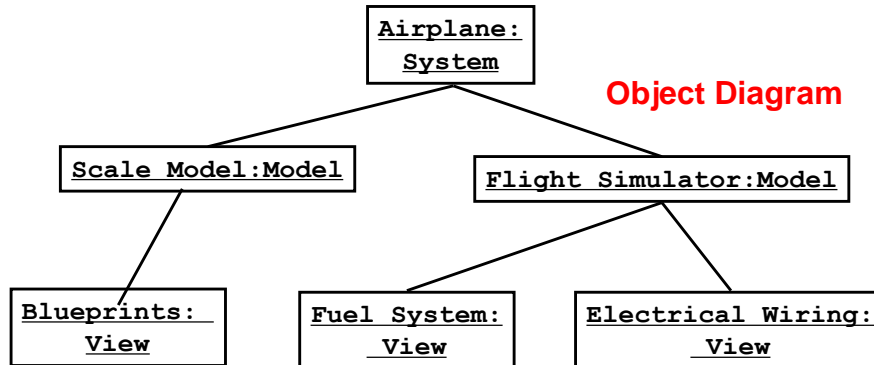 Airplane:
System
Object Diagram
Scale Model:Model
Flight Simulator:Model
Blueprints:
View
Fuel System:
View
Electrical Wiring:
View